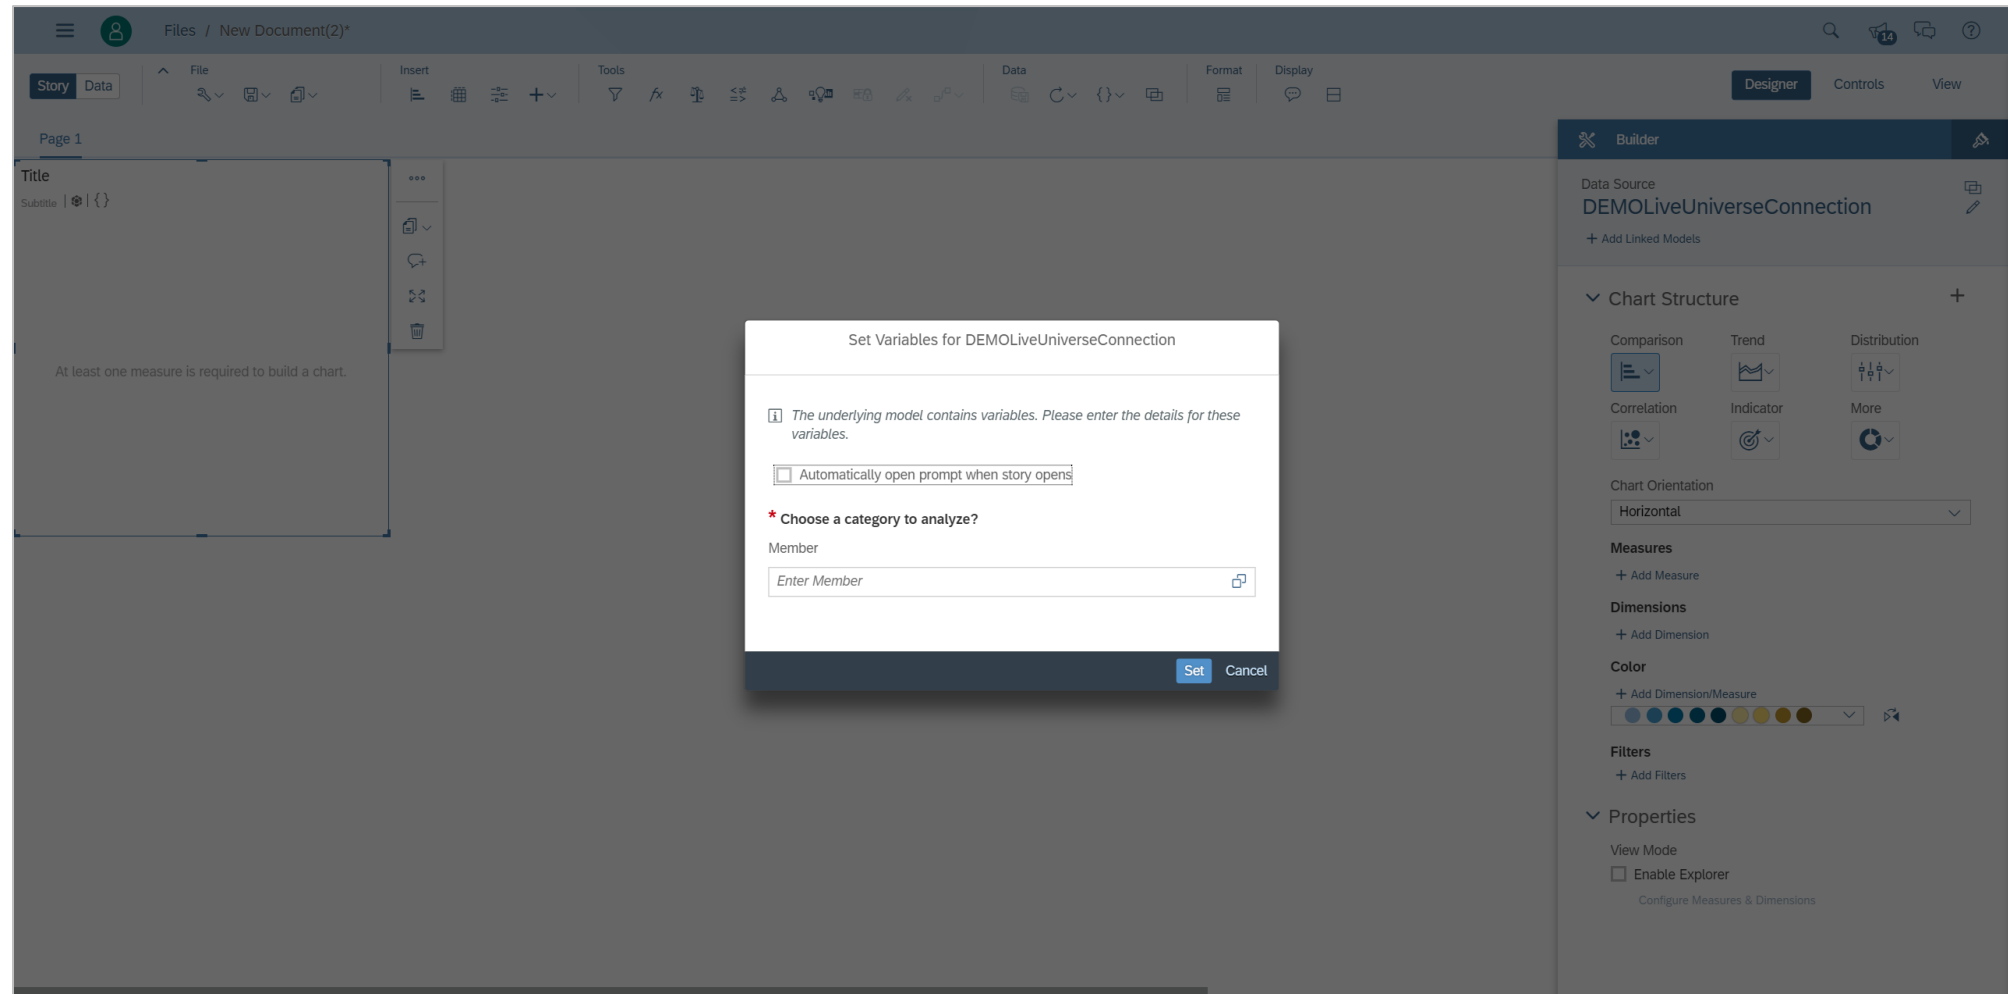 Files / New Document(2)*
14
Story Data
File
Insert
Tools
Data
Format
Display
Designer
Controls
View
Page 1
Title
Subtitle
At least one measure is required to build a chart.
Set Variables for DEMOLiveUniverseConnection
The underlying model contains variables. Please enter the details for these
variables.
Automatically open prompt when story opens
* Choose a category to analyze?
Member
Enter Member
Set
Cancel
Builder
Data Source
DEMOLiveUniverseConnection
+ Add Linked Models
Chart Structure
Comparison Trend Distribution
Correlation Indicator More
Chart Orientation
Horizontal
Measures
+ Add Measure
Dimensions
+ Add Dimension
Color
+ Add Dimension/Measure
Filters
+ Add Filters
Properties
View Mode
Enable Explorer
Configure Measures & Dimensions